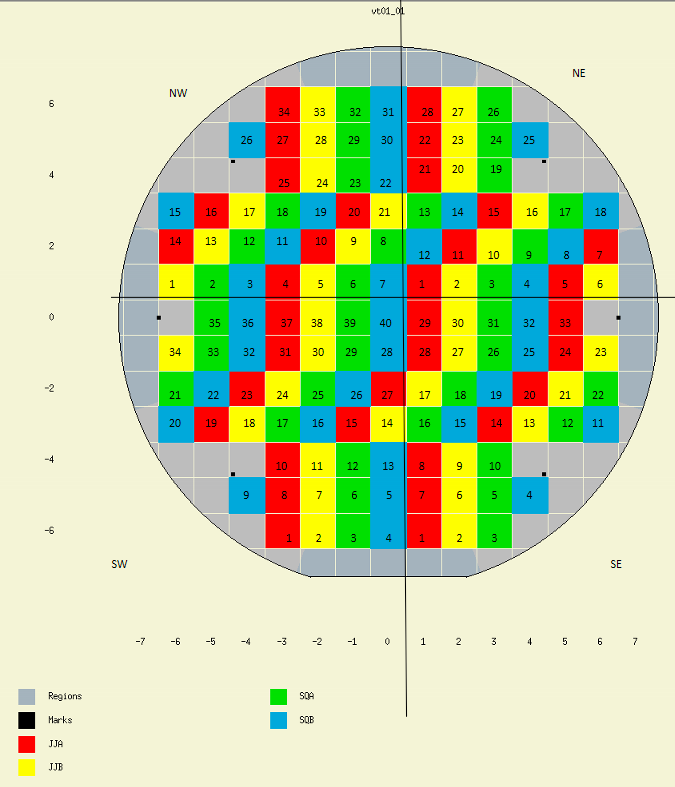 vt01_01
NE
NW
6 34 33 32 31 28 27 26
26 27 28 29 30 22 23 24 25
4 25 24 23 22 21 20 19
15 16 17 18 19 20 21 13 14 15 16 17 18
2 14 13 12 11 10 9 8 12 11 10 9 8 7
1 2 3 4 5 6 7 1 2 3 4 5 6
0 35 36 37 38 39 40 29 30 31 32 33
34 33 32 31 30 29 28 28 27 26 25 24 23
-2 21 22 23 24 25 26 27 17 18 19 20 21 22
20 19 18 17 16 15 14 16 15 14 13 12 11
-4 10 11 12 13 8 9 10
9 8 7 6 5 7 6 5 4
-6 1 2 3 4 1 2 3
SW SE
-7 -6 -5 -4 -3 -2 -1 0 1 2 3 4 5 6 7
Regions SQA
Marks SQB
JJA
JJB